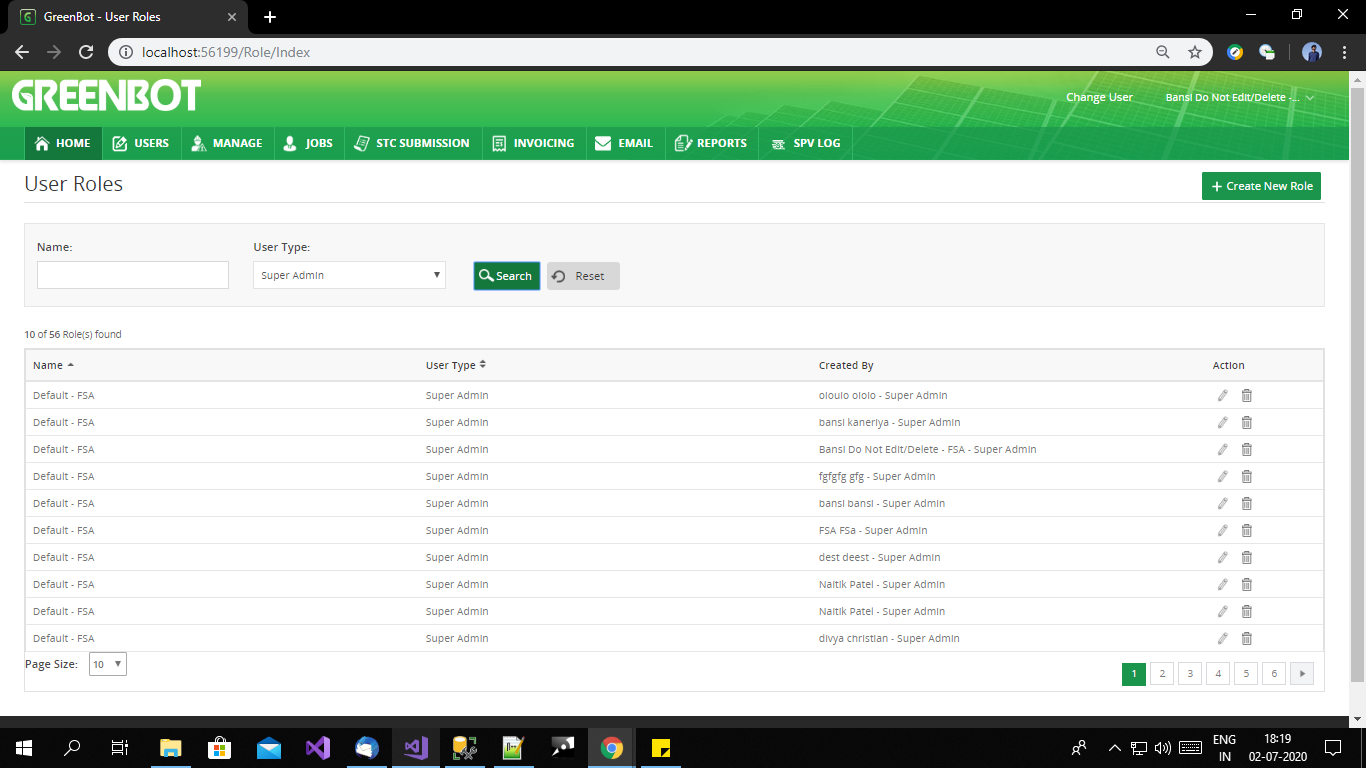 GreenBot - User Roles
localhost:56199/Role/Index
GREENBOT
Change User
Bansi Do Not Edit/Delete -...
HOME USERS MANAGE JOBS STC SUBMISSION INVOICING EMAIL REPORTS SPV LOG
User Roles
+ Create New Role
Name:
User Type:
Super Admin
Search
Reset
10 of 56 Role(s) found
Name User Type Created By Action
Default - FSA Super Admin olouio ololo - Super Admin
Default - FSA Super Admin bansi kaneriya - Super Admin
Default - FSA Super Admin Bansi Do Not Edit/Delete - FSA - Super Admin
Default - FSA Super Admin fgfgfg gfg - Super Admin
Default - FSA Super Admin bansi bansi - Super Admin
Default - FSA Super Admin FSA FSa - Super Admin
Default - FSA Super Admin dest deest - Super Admin
Default - FSA Super Admin Naitik Patel - Super Admin
Default - FSA Super Admin Naitik Patel - Super Admin
Default - FSA Super Admin divya christian - Super Admin
Page Size: 10
1 2 3 4 5 6
ENG
IN
18:19
02-07-2020